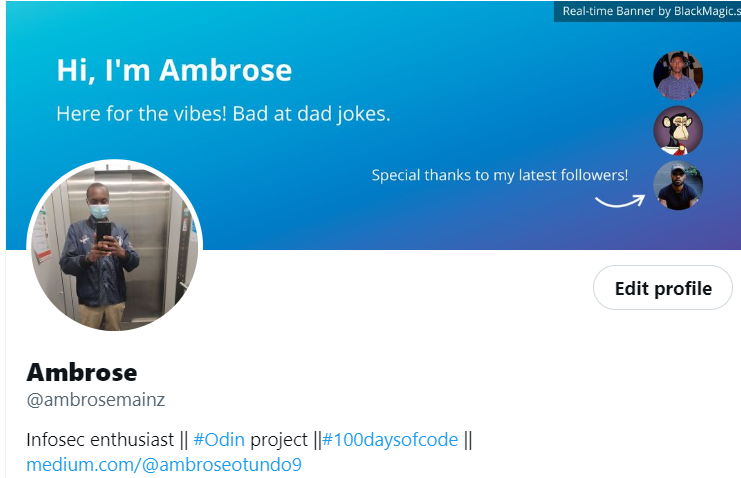 Real-time Banner by BlackMagic.s
Hi, I'm Ambrose
Here for the vibes! Bad at dad jokes.
Special thanks to my latest followers!
Edit profile
Ambrose
@ambrosemainz
Infosec enthusiast || #Odin project ||#100daysofcode ||
medium.com/@ambroseotundo9